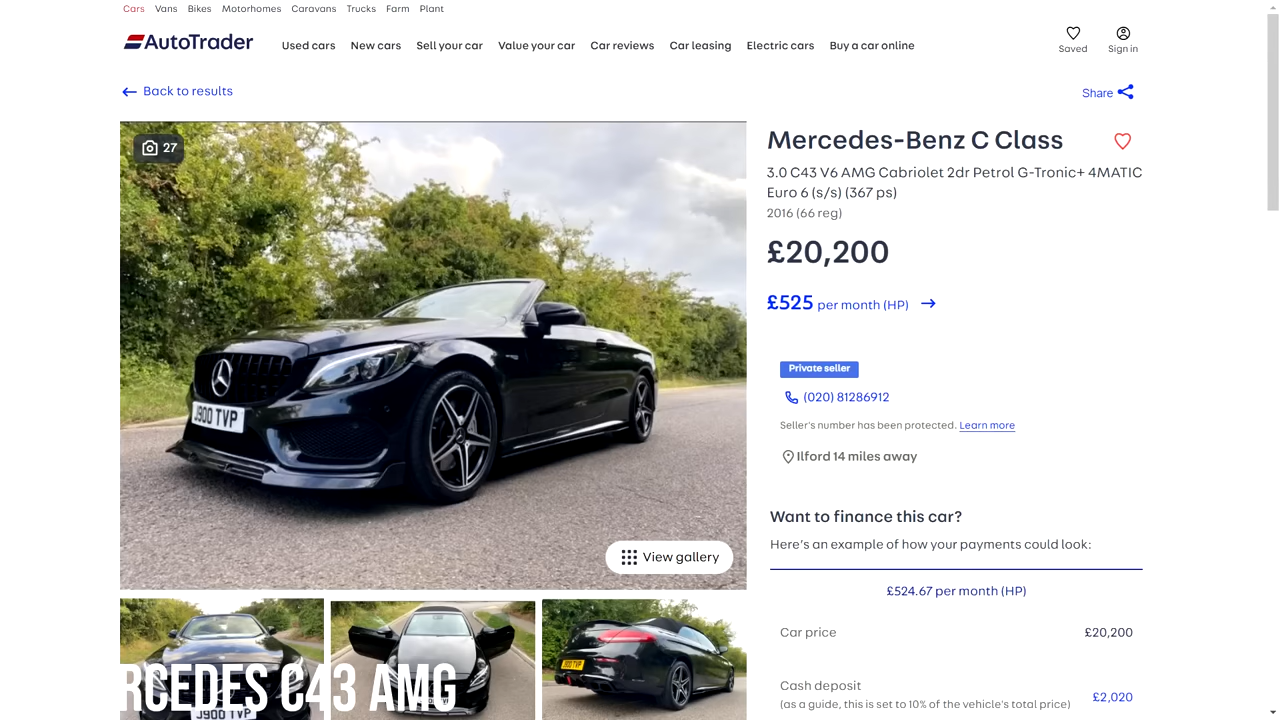 Cars Vans Bikes Motorhomes Caravans Trucks Farm Plant
AutoTrader
Used cars New cars Sell your car Value your car Car reviews Car leasing Electric cars Buy a car online
Saved Sign in
Back to results
Share
27
J900 TVP
View gallery
Mercedes-Benz C Class
3.0 C43 V6 AMG Cabriolet 2dr Petrol G-Tronic+ 4MATIC
Euro 6 (s/s) (367 ps)
2016 (66 reg)
£20,200
£525 per month (HP)
Private seller
(020) 81286912
Seller's number has been protected. Learn more
Ilford 14 miles away
Want to finance this car?
Here's an example of how your payments could look:
£524.67 per month (HP)
Car price £20,200
Cash deposit
(as a guide, this is set to 10% of the vehicle's total price) £2,020
J900 TVP
RCEDES C43 AMG
J900 TVP